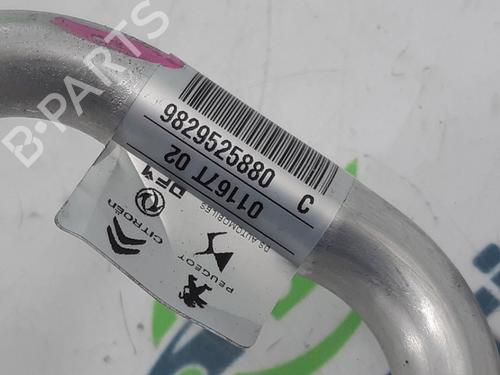 9829525880 C
01167T 02
DS AUTOMOBILES
PEUGEOT
CITROËN
B-PARTS